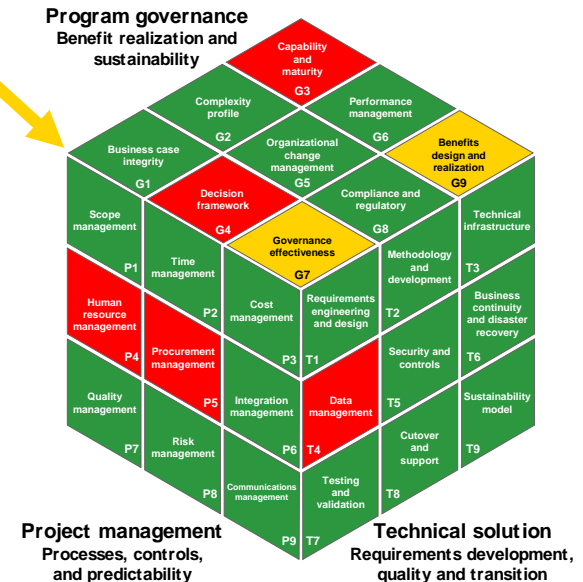 Program governance
Benefit realization and
sustainability
Capability
and
maturity
G3
Complexity
profile
G2
Performance
management
G6
Business case
integrity
G1
Organizational
change
management
G5
Benefits
design and
realization
G9
Decision
framework
G4
Compliance and
regulatory
G8
Governance
effectiveness
G7
Scope
management
P1
Time
management
P2
Cost
management
P3
Human
resource
management
P4
Procurement
management
P5
Integration
management
P6
Quality
management
P7
Risk
management
P8
Communications
management
P9
Requirements
engineering
and design
T1
Methodology
and
development
T2
Technical
infrastructure
T3
Data
management
T4
Security and
controls
T5
Business
continuity
and disaster
recovery
T6
Testing
and
validation
T7
Cutover
and
support
T8
Sustainability
model
T9
Project management
Processes, controls,
and predictability
Technical solution
Requirements development,
quality and transition